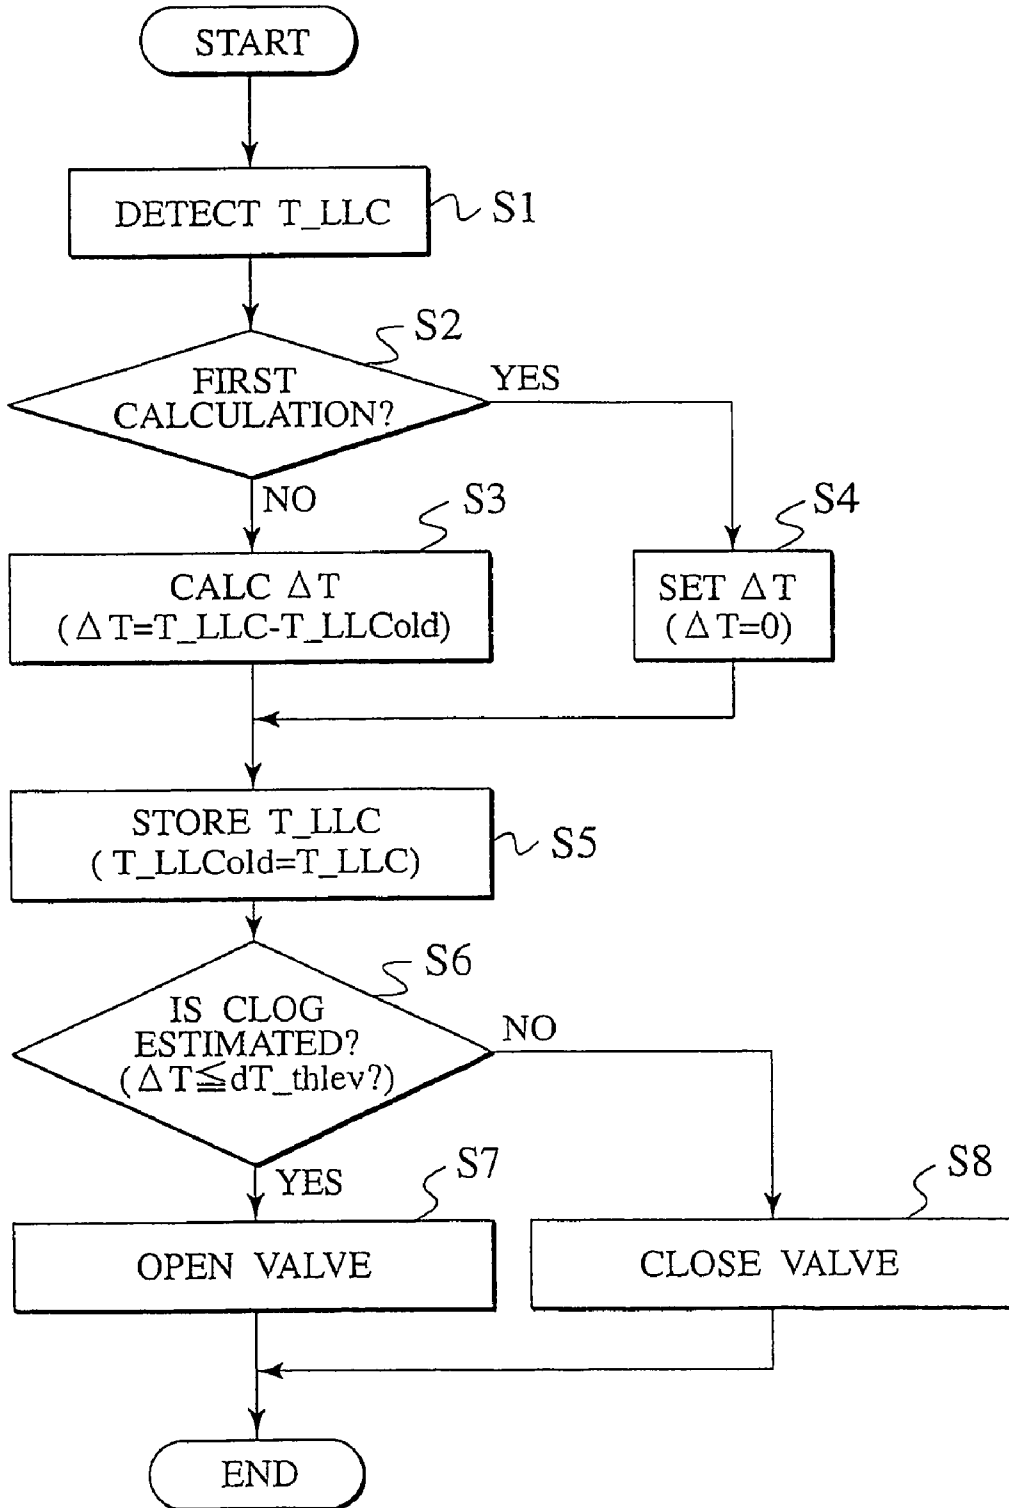 START
DETECT T_LLC
S1
S2
FIRST
CALCULATION?
YES
NO
S3
S4
CALC ΔT
(ΔT=T_LLC-T_LLCold)
SET ΔT
(ΔT=0)
STORE T_LLC
(T_LLCold=T_LLC)
S5
S6
IS CLOG
ESTIMATED?
(ΔT≦dT_thlev?)
NO
YES
S7
S8
OPEN VALVE
CLOSE VALVE
END